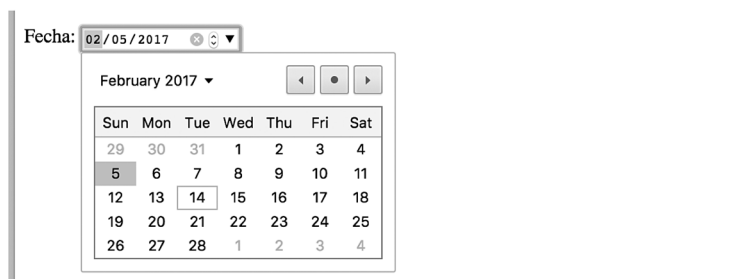 Fecha: 02/05/2017
February 2017
Sun Mon Tue Wed Thu Fri Sat
29 30 31 1 2 3 4
5 6 7 8 9 10 11
12 13 14 15 16 17 18
19 20 21 22 23 24 25
26 27 28 1 2 3 4